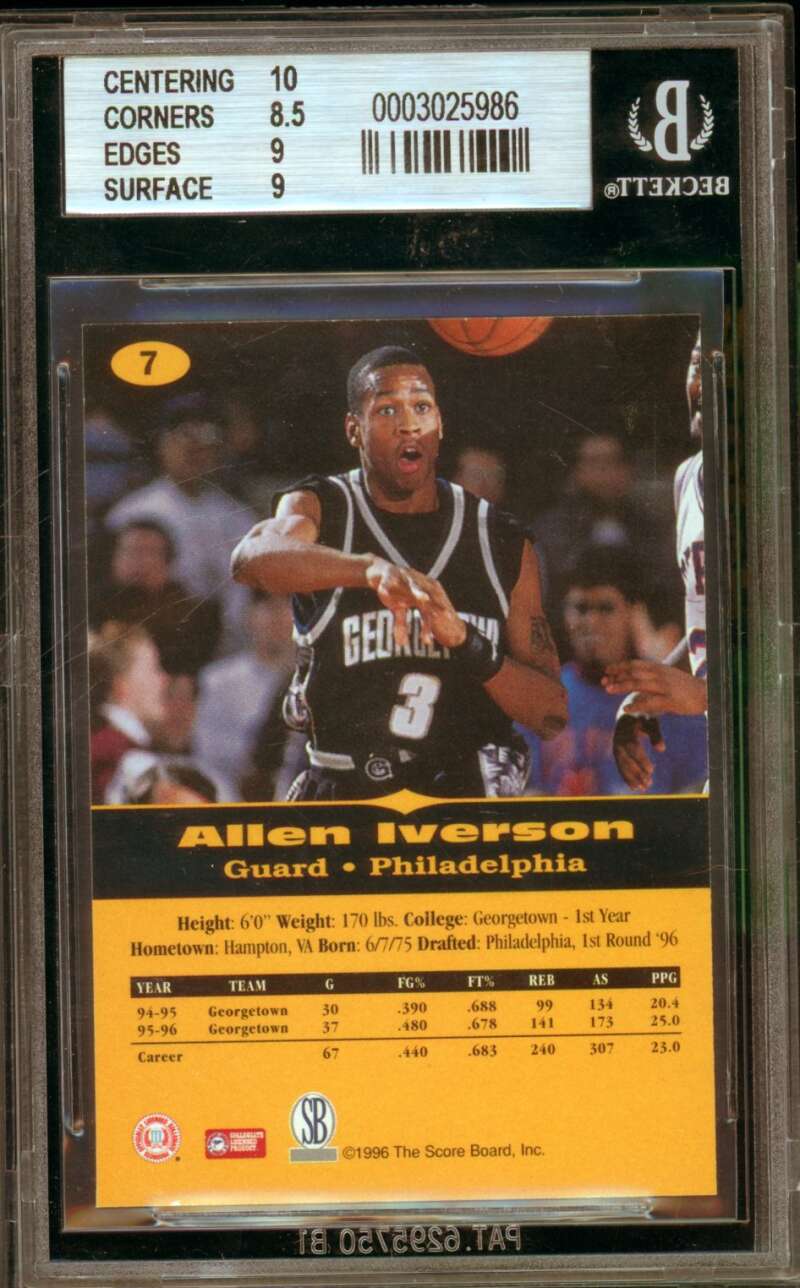 CENTERING 10
CORNERS 8.5
EDGES 9
SURFACE 9
0003025986
B
BECKETT®
7
GEORGETOWN
3
G
Allen Iverson
Guard • Philadelphia
Height: 6'0" Weight: 170 lbs. College: Georgetown - 1st Year
Hometown: Hampton, VA Born: 6/7/75 Drafted: Philadelphia, 1st Round '96
YEAR TEAM G FG% FT% REB AS PPG
94-95 Georgetown 30 .390 .688 99 134 20.4
95-96 Georgetown 37 .480 .678 141 173 25.0
Career 67 .440 .683 240 307 23.0
COLLEGIATE
LICENSED
PRODUCT
SB
©1996 The Score Board, Inc.
PAT.6295750 B1